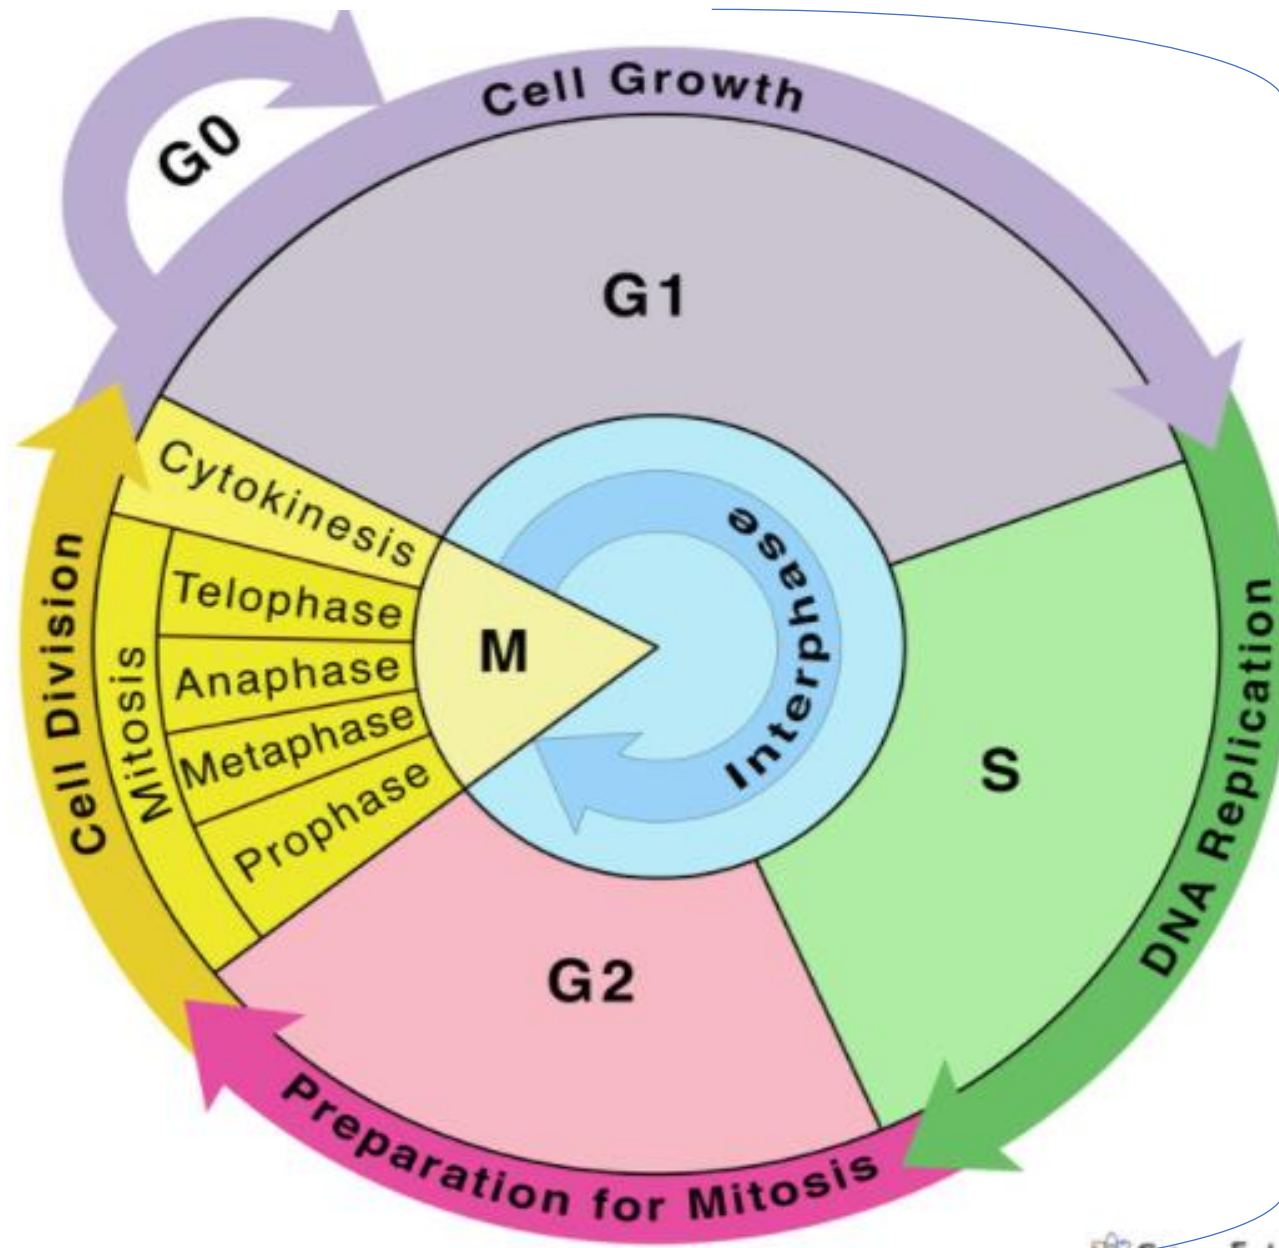 Cell Growth
G0
G1
Cytokinesis
Telophase
Anaphase
Metaphase
Prophase
Mitosis
Cell Division
M
Interphase
S
DNA Replication
G2
Preparation for Mitosis